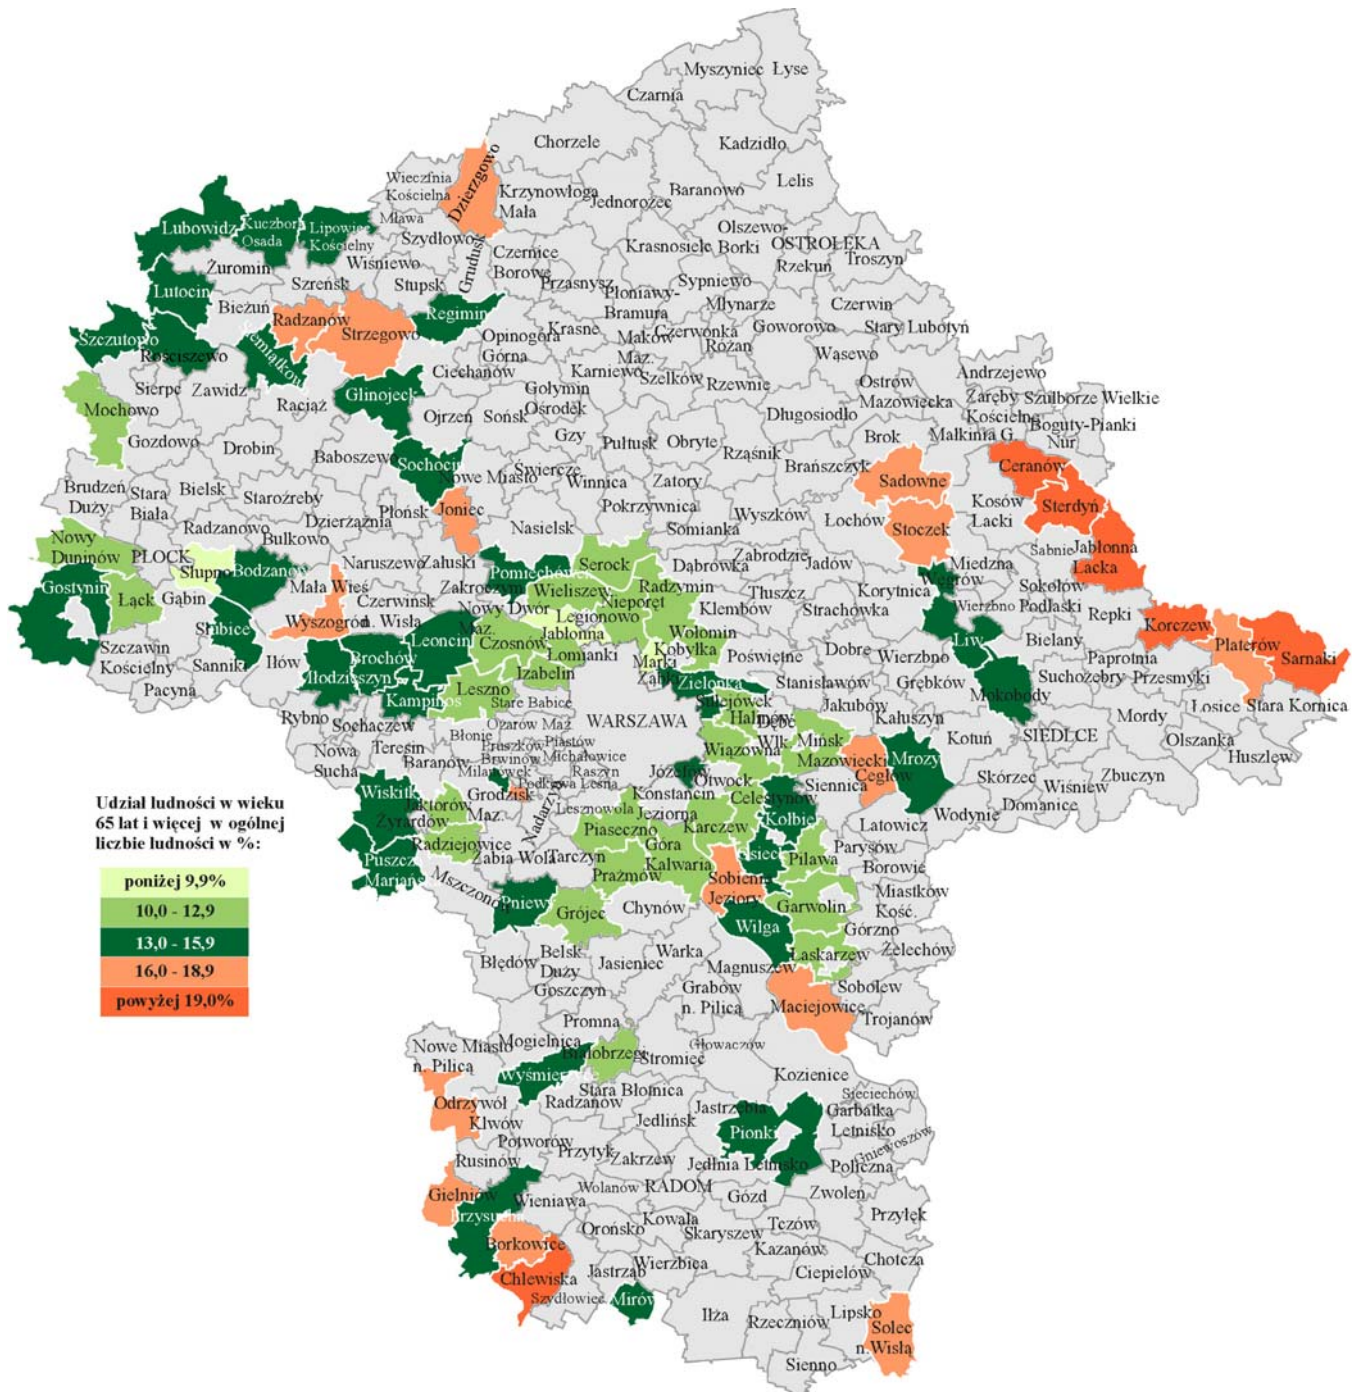 Myszyniec
Łyse
Czarnia
Chorzele
Kadzidło
Wieczfnia
Kościelna
Dzierzgowo
Krzynowłoga
Mała
Jednorożec
Baranowo
Lelis
Lubowidz
Kuczbork
Osada
Lipowiec
Kościelny
Mława
Szydłowo
Grudusk
Czernice
Borowe
Krasnosielc
Olszewo-
Borki
OSTROŁĘKA
Rzekuń
Troszyn
Żuromin
Wiśniewo
Szreńsk
Stupsk
Przasnysz
Sypniewo
Lutocin
Bieżuń
Radzanów
Strzegowo
Regimin
Opinogóra
Górna
Krasne
Płoniawy-
Bramura
Młynarze
Czerwin
Szczutowo
Rościszewo
Siemiątkowo
Maków
Maz.
Czerwonka
Różan
Goworowo
Stary Lubotyń
Wąsewo
Ciechanów
Karniewo
Szelków
Rzewnie
Ostrów
Mazowiecka
Andrzejewo
Zaręby
Kościelne
Szulborze Wielkie
Boguty-Pianki
Nur
Mochowo
Sierpc
Zawidz
Raciąż
Glinojeck
Ojrzeń
Sońsk
Gołymin
Ośrodek
Gzy
Pułtusk
Obryte
Rząśnik
Długosiodło
Brańszczyk
Brok
Małkinia G.
Gozdowo
Drobin
Baboszewo
Sochocin
Nowe Miasto
Świercze
Winnica
Zatory
Sadowne
Ceranów
Kosów
Lacki
Sterdyń
Brudzeń
Duży
Stara
Biała
Bielsk
Staroźreby
Radzanowo
Bulkowo
Dzierzążnia
Płońsk
Joniec
Nasielsk
Pokrzywnica
Somianka
Wyszków
Łochów
Stoczek
Sabnie
Jabłonna
Lacka
Nowy
Duninów
PŁOCK
Słupno
Bodzanów
Naruszewo
Załuski
Zakroczym
Pomiechówek
Serock
Dąbrówka
Zabrodzie
Jadów
Węgrów
Miedzna
Sokołów
Podlaski
Gostynin
Łąck
Gąbin
Mała Wieś
Wyszogród
Czerwińsk
n. Wisłą
Nowy Dwór
Maz.
Wieliszew
Nieporęt
Radzymin
Klembów
Tłuszcz
Strachówka
Korytnica
Wierzbno
Repki
Szczawin
Kościelny
Słubice
Sanniki
Iłów
Pacyna
Młodzieszyn
Brochów
Leoncin
Kampinos
Czosnów
Legionowo
Jabłonna
Łomianki
Izabelin
Leszno
Stare Babice
Wołomin
Kobyłka
Marki
Ząbki
Zielonka
Poświętne
Dobre
Wierzbno
Liw
Bielany
Korczew
Platerów
Sarnaki
Paprotnia
Suchożebry
Przesmyki
Grębków
Mokobody
Stanisławów
Jakubów
Kałuszyn
Łosice
Stara Kornica
Mordy
Olszanka
Huszlew
Rybno
Sochaczew
Nowa
Sucha
Teresin
Baranów
Błonie
Ożarów Maz
Pruszków
Piastów
Brwinów
Michałowice
Milanówek
Raszyn
Podkowa Leśna
WARSZAWA
Sulejówek
Halinów
Dębe
Wlk.
Mińsk
Mazowiecki
Wiązowna
Cegłów
Mrozy
Kotuń
SIEDLCE
Skórzec
Wiśniew
Zbuczyn
Domanice
Wodynie
Józefów
Otwock
Siennica
Latowicz
Wiskitki
Żyrardów
Jaktorów
Radziejowice
Grodzisk
Maz.
Nadarzyn
Lesznowola
Konstancin
Jeziorna
Piaseczno
Karczew
Celestynów
Kołbiel
Osieck
Pilawa
Parysów
Borowie
Puszcza
Mariańska
Mszczonów
Żabia Wola
Tarczyn
Prażmów
Góra
Kalwaria
Sobienie
Jeziory
Garwolin
Miastków
Kość.
Górzno
Pniewy
Grójec
Chynów
Wilga
Łaskarzew
Żelechów
Sobolew
Błędów
Belsk
Duży
Jasieniec
Warka
Magnuszew
Maciejowice
Trojanów
Goszczyn
Grabów
n. Pilicą
Promna
Mogielnica
Nowe Miasto
n. Pilicą
Wyśmierzyce
Białobrzegi
Stromiec
Głowaczów
Kozienice
Stara Błotnica
Radzanów
Odrzywół
Klwów
Jedlińsk
Jastrzębia
Pionki
Sieciechów
Garbatka
Letnisko
Gniewoszów
Potworów
Rusinów
Przytyk
Zakrzew
Jedlnia Letnisko
Policzna
Gielniów
Przysucha
Wieniawa
Wolanów
RADOM
Gózd
Zwoleń
Przyłęk
Borkowice
Orońsko
Kowala
Skaryszew
Tczów
Kazanów
Chotcza
Ciepielów
Chlewiska
Szydłowiec
Jastrząb
Wierzbica
Mirów
Iłża
Rzeczniów
Lipsko
Solec
n.Wisłą
Sienno
Udział ludności w wieku
65 lat i więcej w ogólnej
liczbie ludności w %:
poniżej 9,9%
10,0 - 12,9
13,0 - 15,9
16,0 - 18,9
powyżej 19,0%